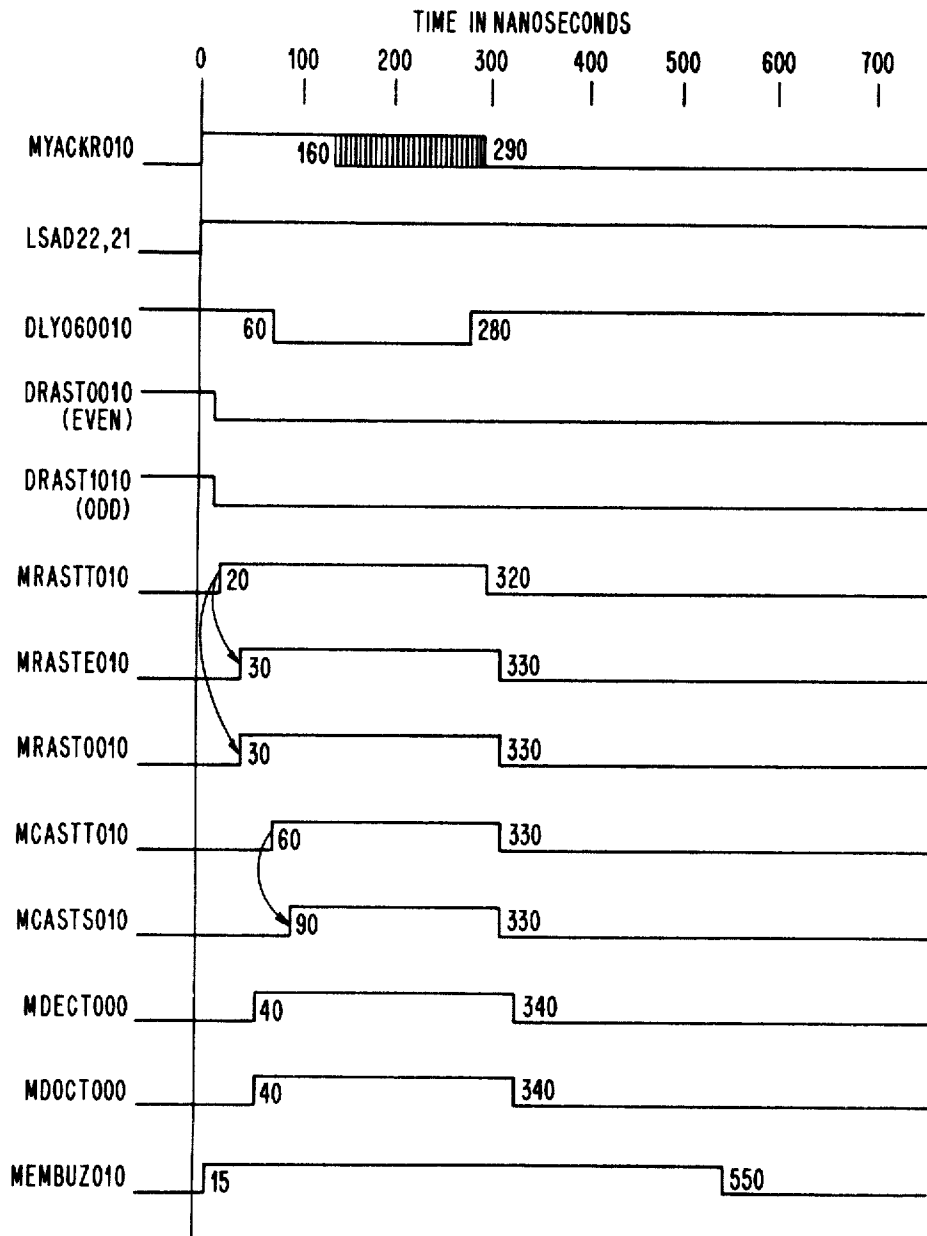 TIME IN NANOSECONDS
0 100 200 300 400 500 600 700
MYACKR010 160 290
LSAD22,21
DLY060010 60 280
DRAST0010
(EVEN)
DRAST1010
(ODD)
MRASTT010 20 320
MRASTE010 30 330
MRASTO010 30 330
MCASTT010 60 330
MCASTS010 90 330
MDECT000 40 340
MDOCT000 40 340
MEMBUZ010 15 550